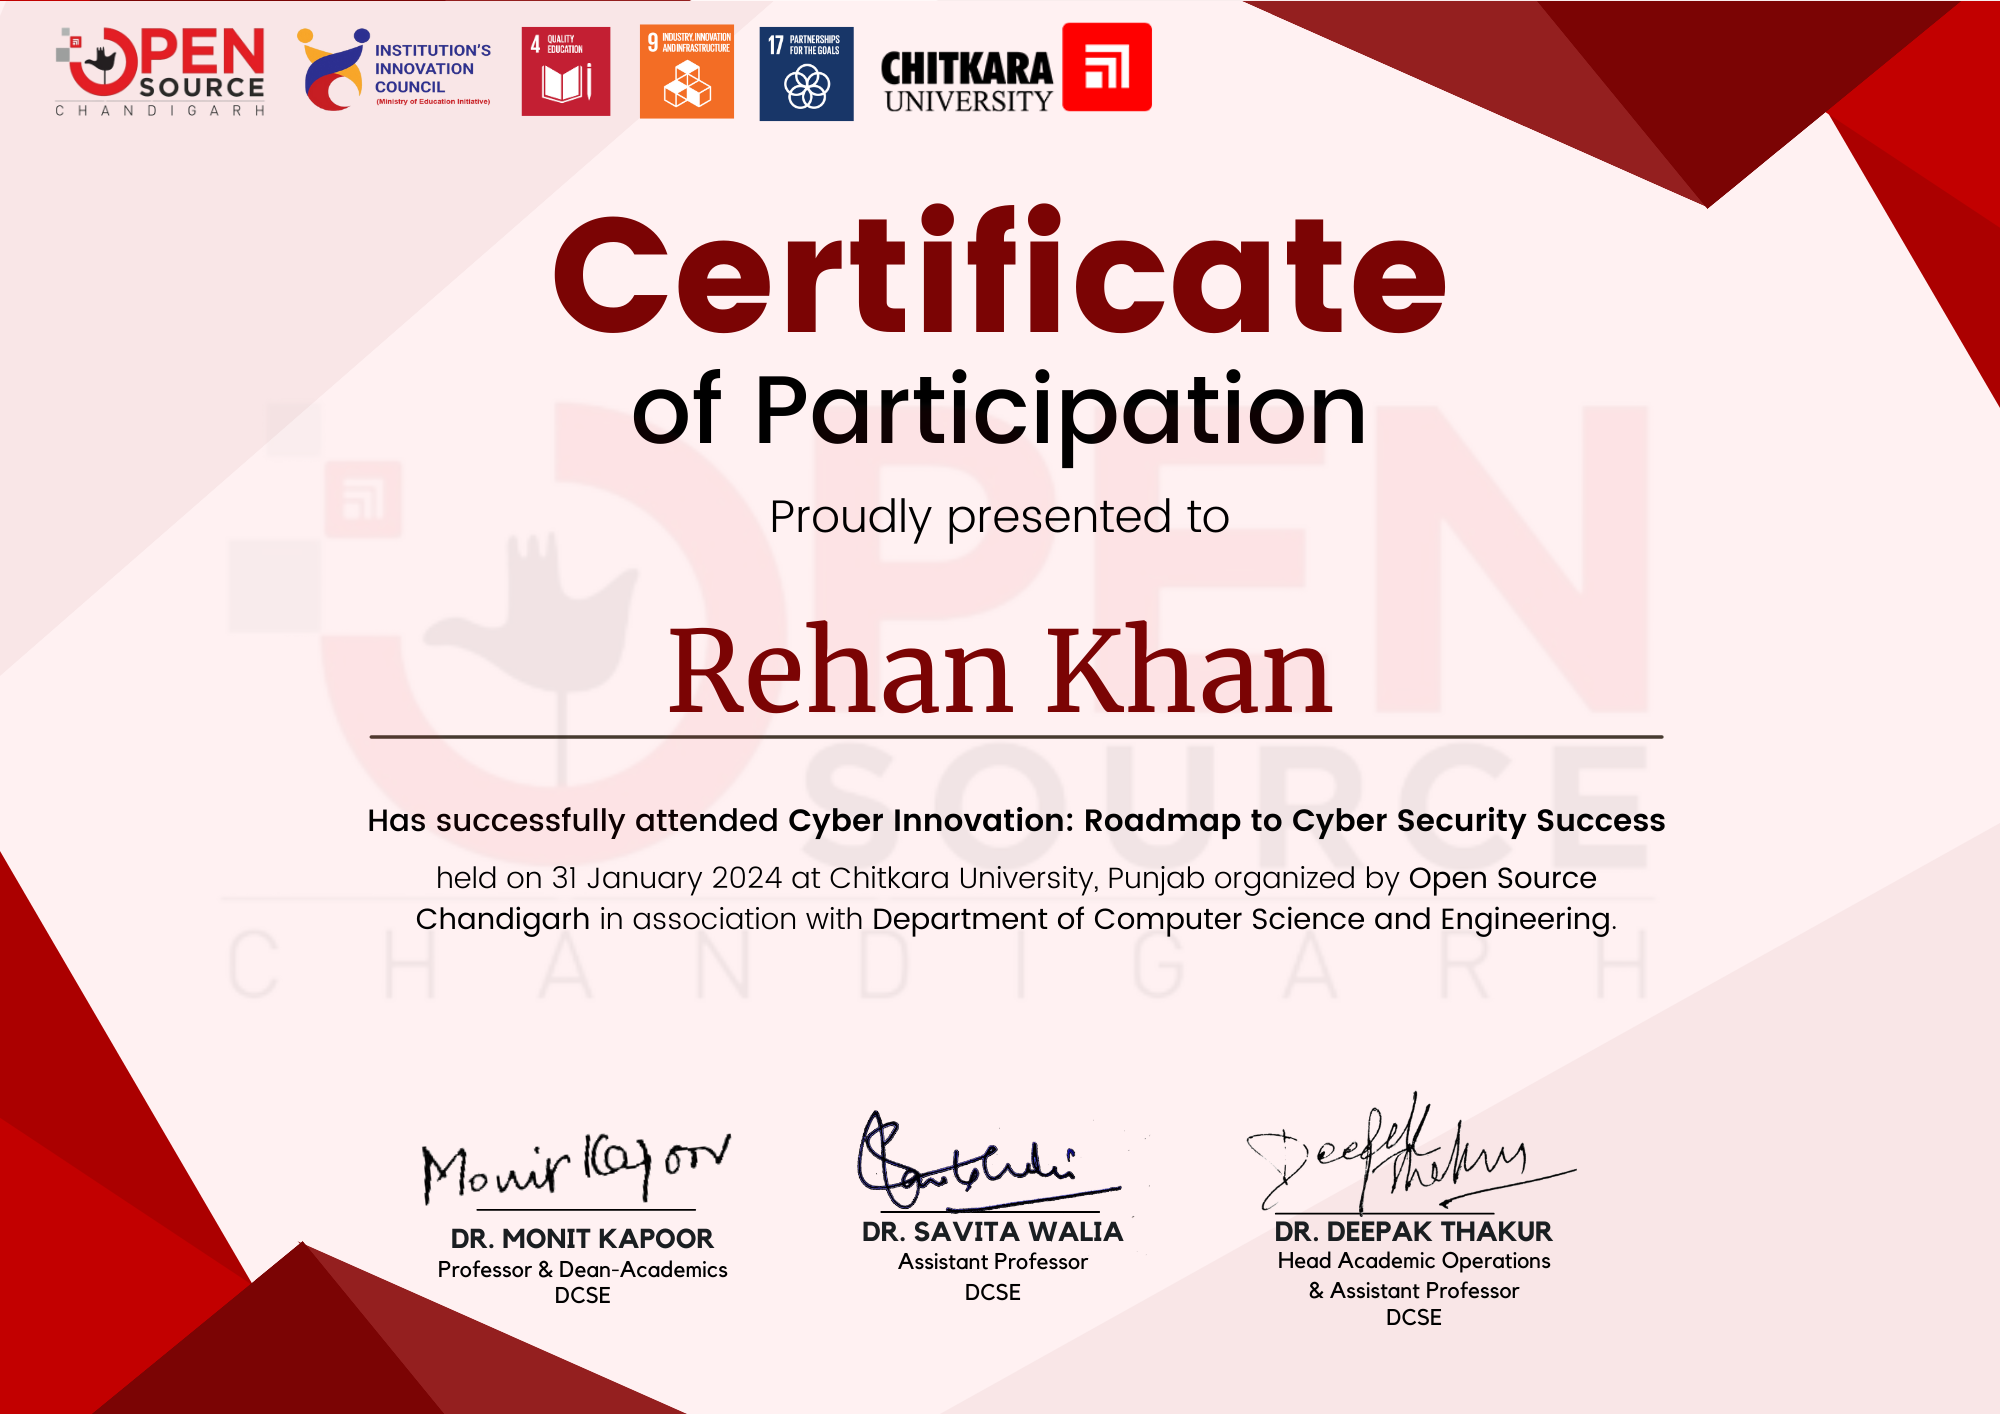 OPEN
SOURCE
CHANDIGARH
INSTITUTION'S
INNOVATION
COUNCIL
(Ministry of Education Initiative)
4 QUALITY
EDUCATION
9 INDUSTRY, INNOVATION
AND INFRASTRUCTURE
17 PARTNERSHIPS
FOR THE GOALS
CHITKARA
UNIVERSITY
Certificate
of Participation
Proudly presented to
Rehan Khan
Has successfully attended Cyber Innovation: Roadmap to Cyber Security Success
held on 31 January 2024 at Chitkara University, Punjab organized by Open Source
Chandigarh in association with Department of Computer Science and Engineering.
OPEN
SOURCE
CHANDIGARH
Monit Kapoor
DR. MONIT KAPOOR
Professor & Dean-Academics
DCSE
DR. SAVITA WALIA
Assistant Professor
DCSE
Deepak Thakur
DR. DEEPAK THAKUR
Head Academic Operations
& Assistant Professor
DCSE